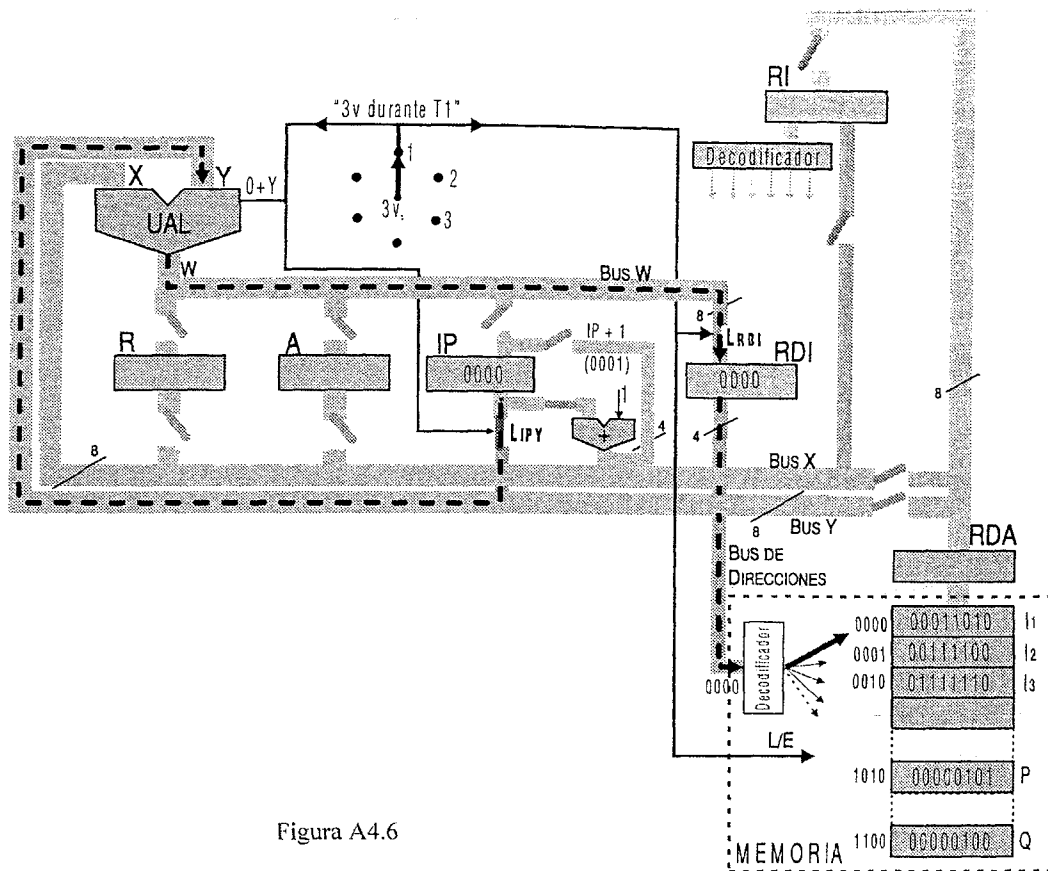 RI
"3v durante T1"
1
Decodificador
X
Y
0+Y
2
3v.
3
UAL
W
BUS W
8
R
A
IP
IP + 1
(0001)
LRBI
RDI
0000
1
0000
8
LIPY
+
4
4
8
BUS X
8
BUS Y
RDA
BUS DE
DIRECCIONES
0000
00011010
I1
Decodificador
0001
00111100
I2
0000
0010
01111110
I3
L/E
1010
00000101
P
Figura A4.6
1100
00000100
Q
MEMORIA